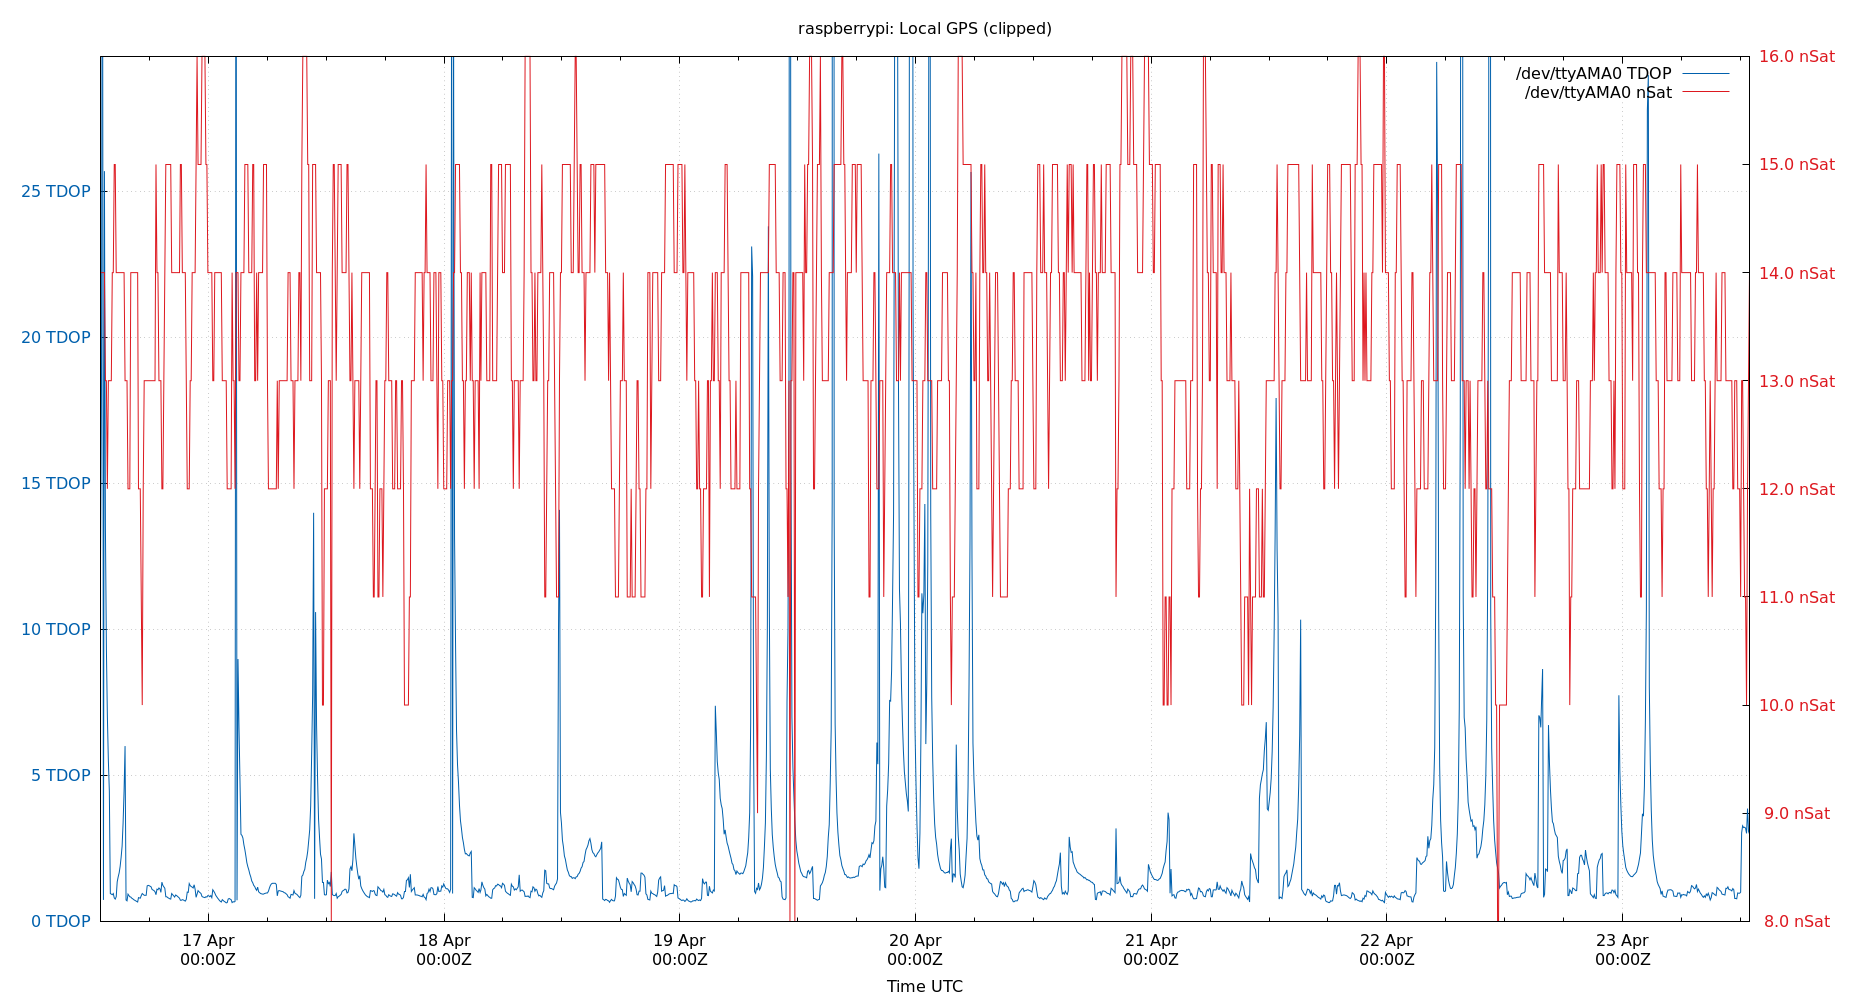 raspberrypi: Local GPS (clipped)
/dev/ttyAMA0 TDOP
/dev/ttyAMA0 nSat
25 TDOP
20 TDOP
15 TDOP
10 TDOP
5 TDOP
0 TDOP
16.0 nSat
15.0 nSat
14.0 nSat
13.0 nSat
12.0 nSat
11.0 nSat
10.0 nSat
9.0 nSat
8.0 nSat
17 Apr
00:00Z
18 Apr
00:00Z
19 Apr
00:00Z
20 Apr
00:00Z
21 Apr
00:00Z
22 Apr
00:00Z
23 Apr
00:00Z
Time UTC